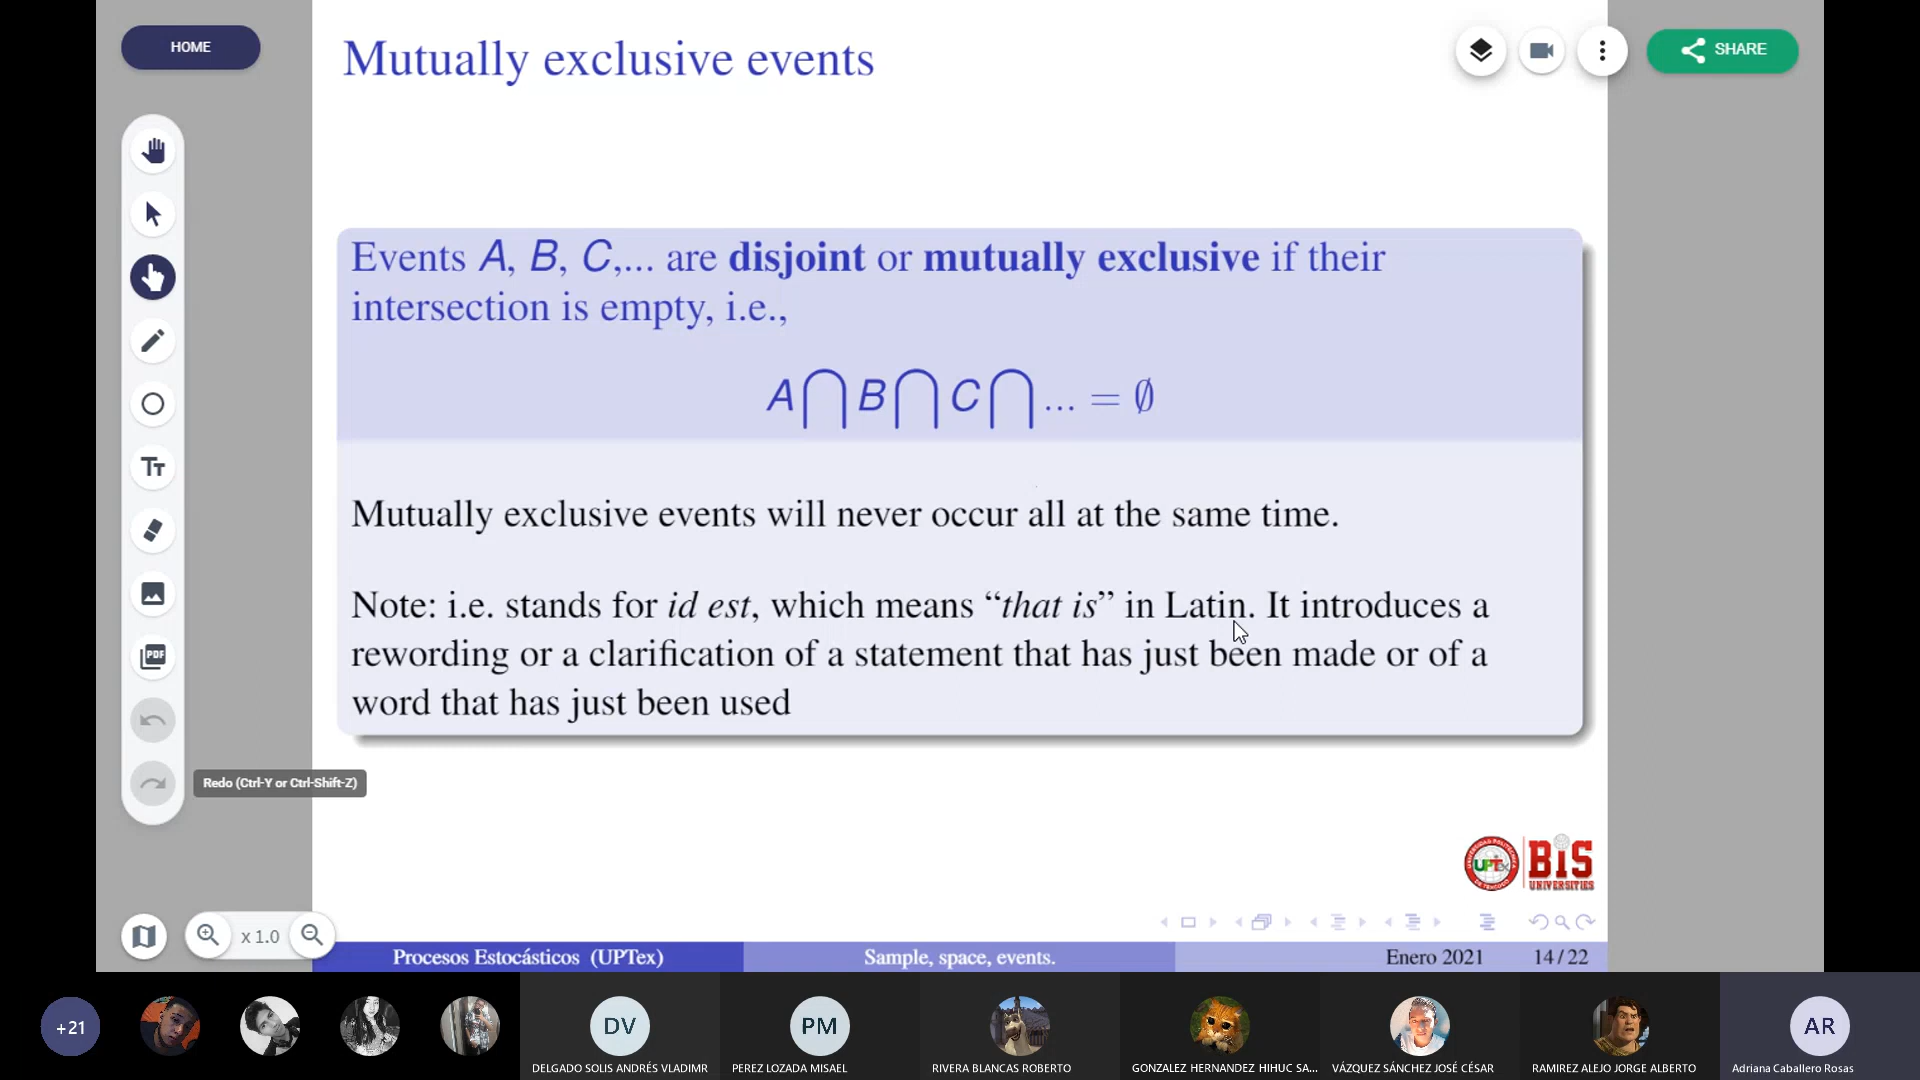 HOME
Mutually exclusive events
SHARE
Events A, B, C,... are disjoint or mutually exclusive if their
intersection is empty, i.e.,
A⋂B⋂C⋂... = ∅
Mutually exclusive events will never occur all at the same time.
Note: i.e. stands for id est, which means “that is” in Latin. It introduces a
rewording or a clarification of a statement that has just been made or of a
word that has just been used
Tт
PDF
Redo (Ctrl-Y or Ctrl-Shift-Z)
UPTex
BiS
UNIVERSITIES
x 1.0
Procesos Estocásticos (UPTex)
Sample, space, events.
Enero 2021
14 / 22
+21
DV
PM
AR
DELGADO SOLIS ANDRÉS VLADIMIR
PEREZ LOZADA MISAEL
RIVERA BLANCAS ROBERTO
GONZALEZ HERNANDEZ HIHUC SA...
VÁZQUEZ SÁNCHEZ JOSÉ CÉSAR
RAMIREZ ALEJO JORGE ALBERTO
Adriana Caballero Rosas